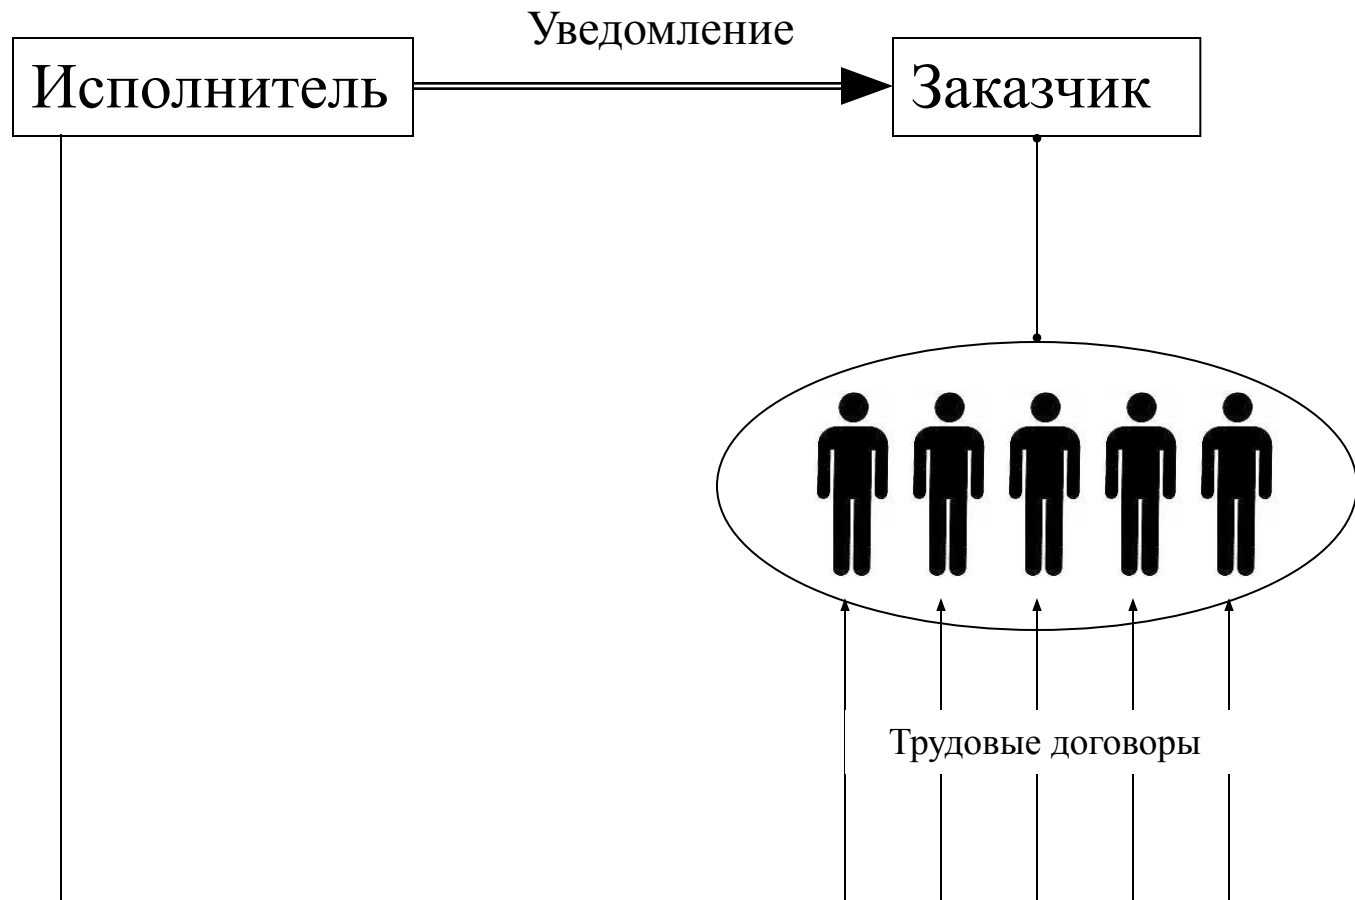 Уведомление
Исполнитель
Заказчик
Трудовые договоры